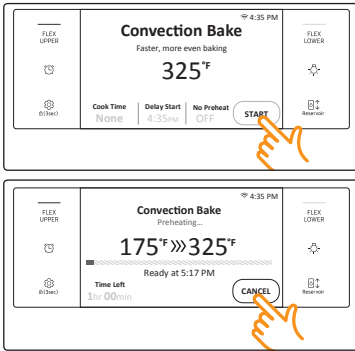 4:35 PM
FLEX
UPPER
Convection Bake
FLEX
LOWER
Faster, more even baking
325°F
Cook Time
None
Delay Start
4:35PM
No Preheat
OFF
START
(3sec)
Reservoir
4:35 PM
FLEX
UPPER
Convection Bake
FLEX
LOWER
Preheating...
175°F 325°F
Ready at 5:17 PM
Time Left
1hr 00min
CANCEL
(3sec)
Reservoir